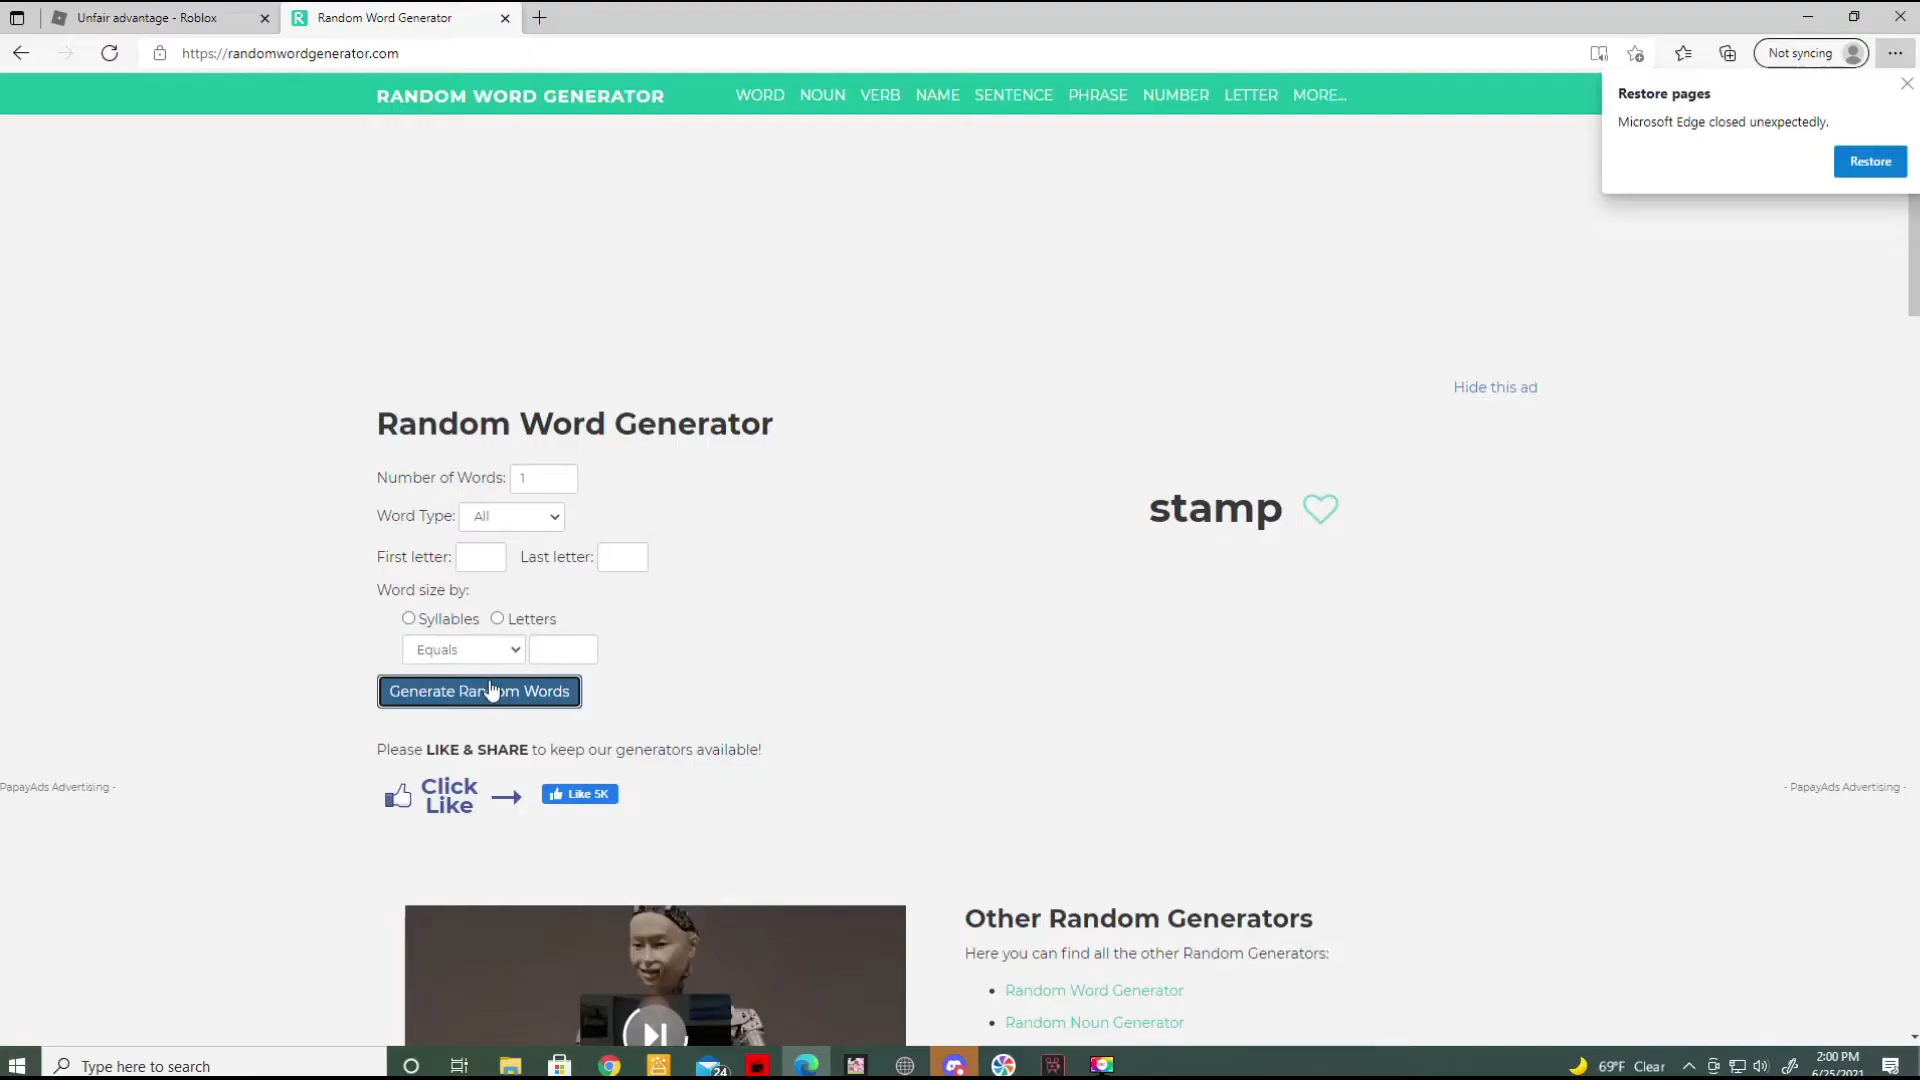 Unfair advantage - Roblox
Random Word Generator
https://randomwordgenerator.com
Not syncing
RANDOM WORD GENERATOR
WORD NOUN VERB NAME SENTENCE PHRASE NUMBER LETTER MORE...
Restore pages
Microsoft Edge closed unexpectedly.
Restore
Hide this ad
Random Word Generator
Number of Words: 1
Word Type: All
First letter: Last letter:
Word size by:
Syllables Letters
Equals
Generate Random Words
stamp
Please LIKE & SHARE to keep our generators available!
Click
Like
Like 5K
PapayAds Advertising -
- PapayAds Advertising -
Other Random Generators
Here you can find all the other Random Generators:
Random Word Generator
Random Noun Generator
Type here to search
24
69°F Clear
2:00 PM
6/25/2021